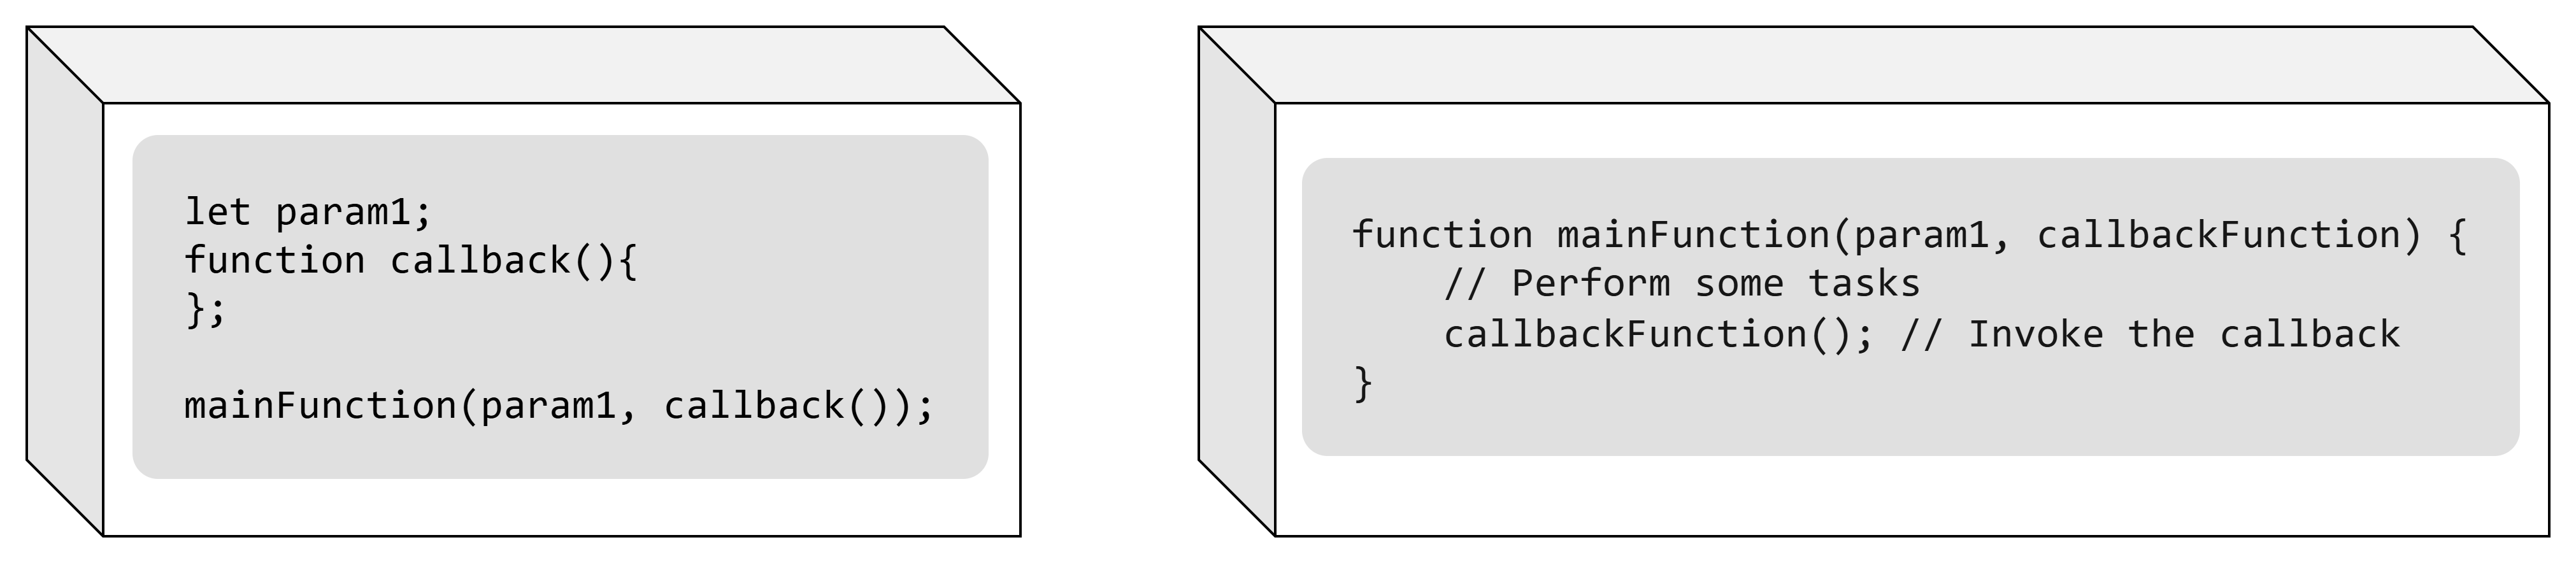 let param1;
function callback(){
};
mainFunction(param1, callback());
function mainFunction(param1, callbackFunction) {
// Perform some tasks
callbackFunction(); // Invoke the callback
}